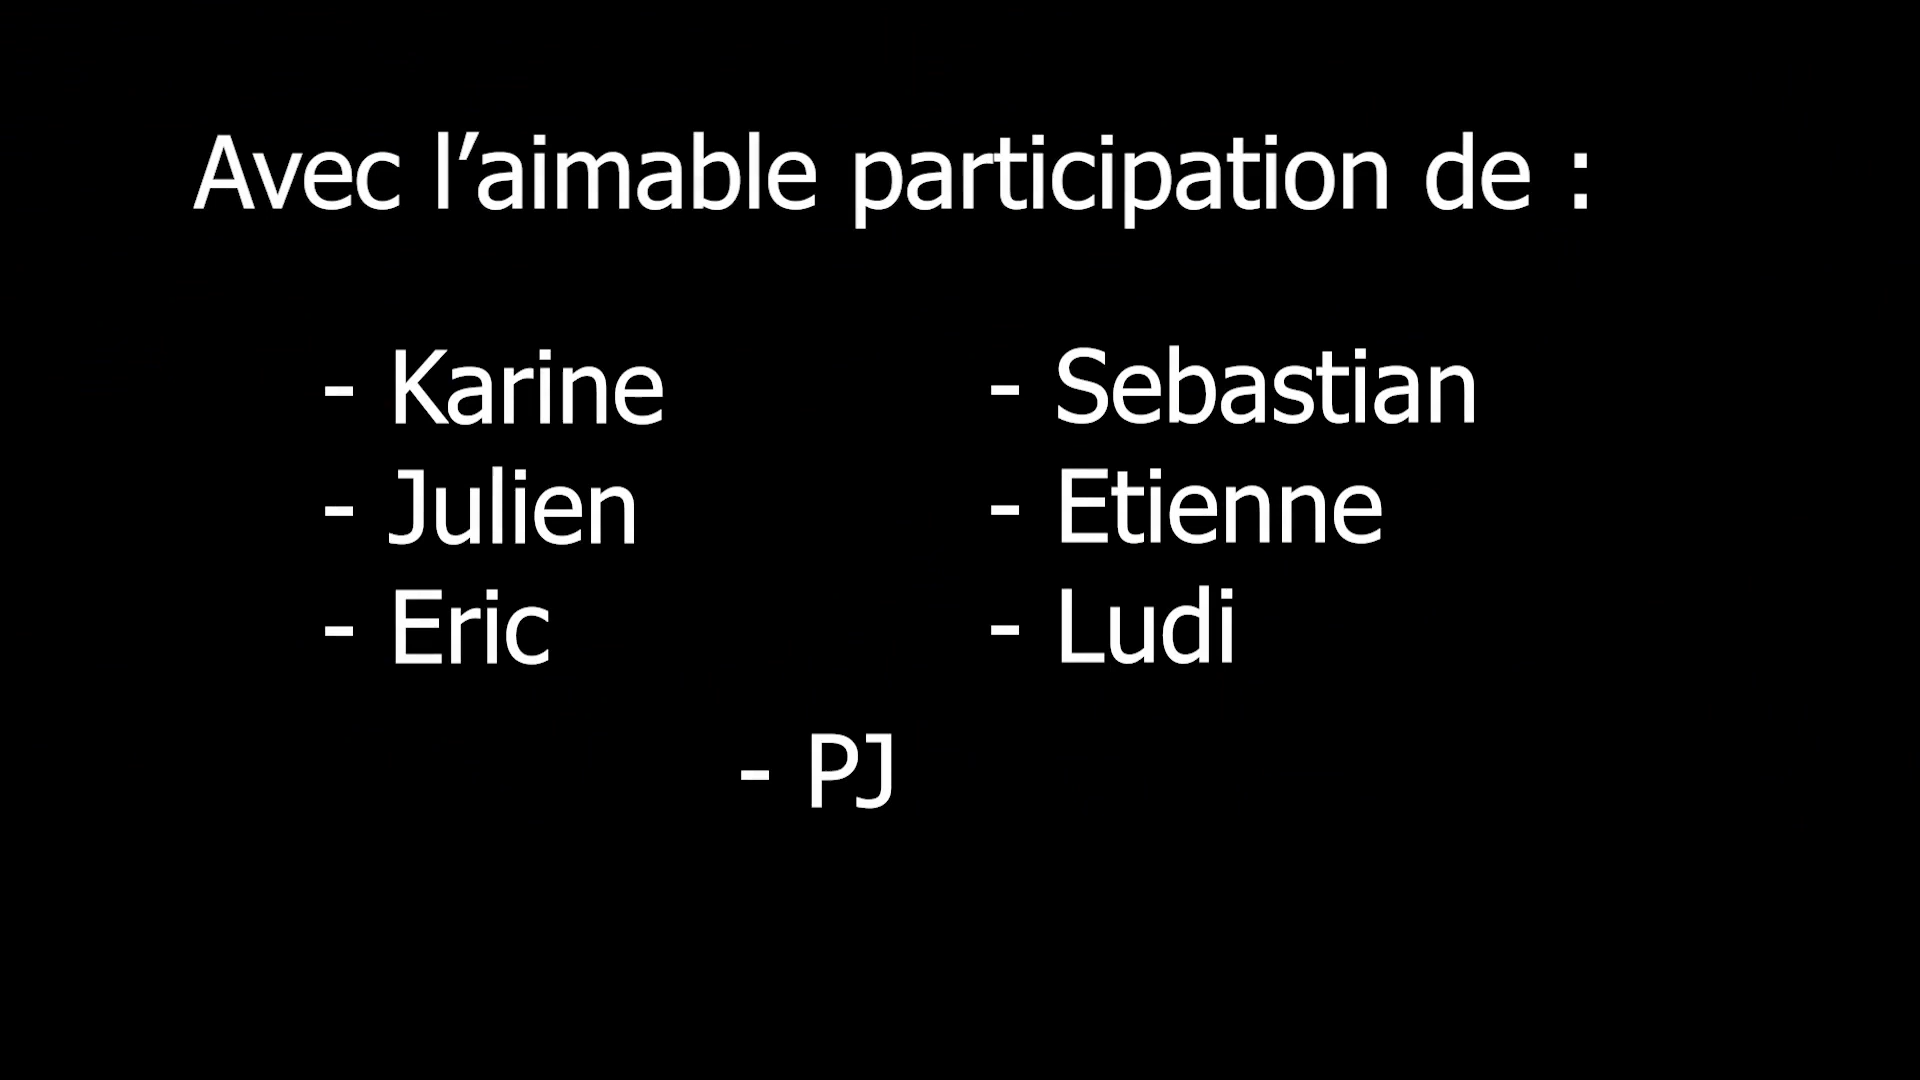 Avec l’aimable participation de :
- Karine
- Julien
- Eric
- Sebastian
- Etienne
- Ludi
- PJ